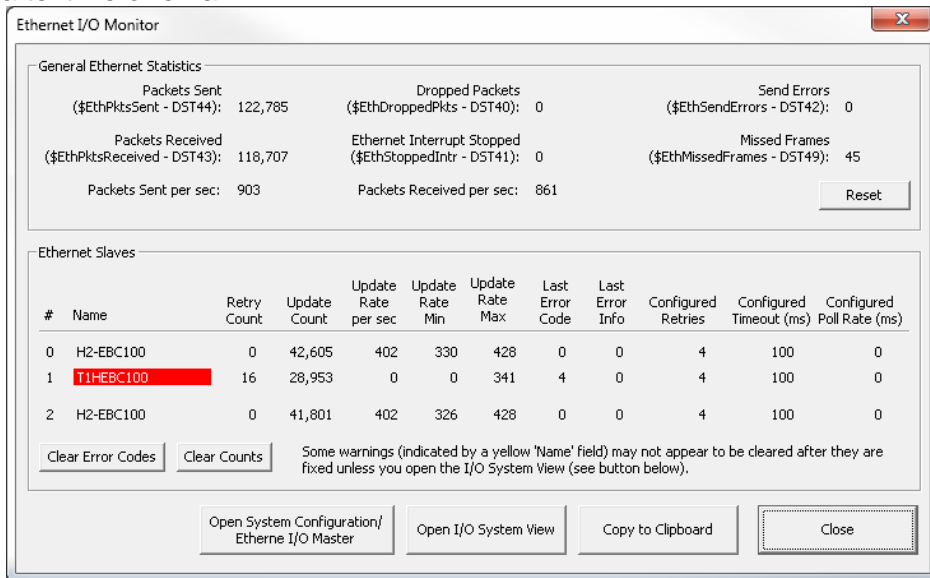 Ethernet I/O Monitor
X
General Ethernet Statistics
Packets Sent
($EthPktsSent - DST44): 122,785
Dropped Packets
($EthDroppedPkts - DST40): 0
Send Errors
($EthSendErrors - DST42): 0
Packets Received
($EthPktsReceived - DST43): 118,707
Ethernet Interrupt Stopped
($EthStoppedIntr - DST41): 0
Missed Frames
($EthMissedFrames - DST49): 45
Packets Sent per sec: 903
Packets Received per sec: 861
Reset
Ethernet Slaves
# Name Retry Count Update Count Update Rate per sec Update Rate Min Update Rate Max Last Error Code Last Error Info Configured Retries Configured Timeout (ms) Configured Poll Rate (ms)
0 H2-EBC100 0 42,605 402 330 428 0 0 4 100 0
1 T1HEBC100 16 28,953 0 0 341 4 0 4 100 0
2 H2-EBC100 0 41,801 402 326 428 0 0 4 100 0
Clear Error Codes
Clear Counts
Some warnings (indicated by a yellow 'Name' field) may not appear to be cleared after they are
fixed unless you open the I/O System View (see button below).
Open System Configuration/
Etherne I/O Master
Open I/O System View
Copy to Clipboard
Close